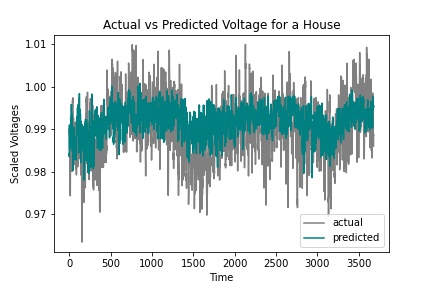 Actual vs Predicted Voltage for a House
1.01
1.00
0.99
0.98
0.97
Scaled Voltages
0
500
1000
1500
2000
2500
3000
3500
Time
actual
predicted